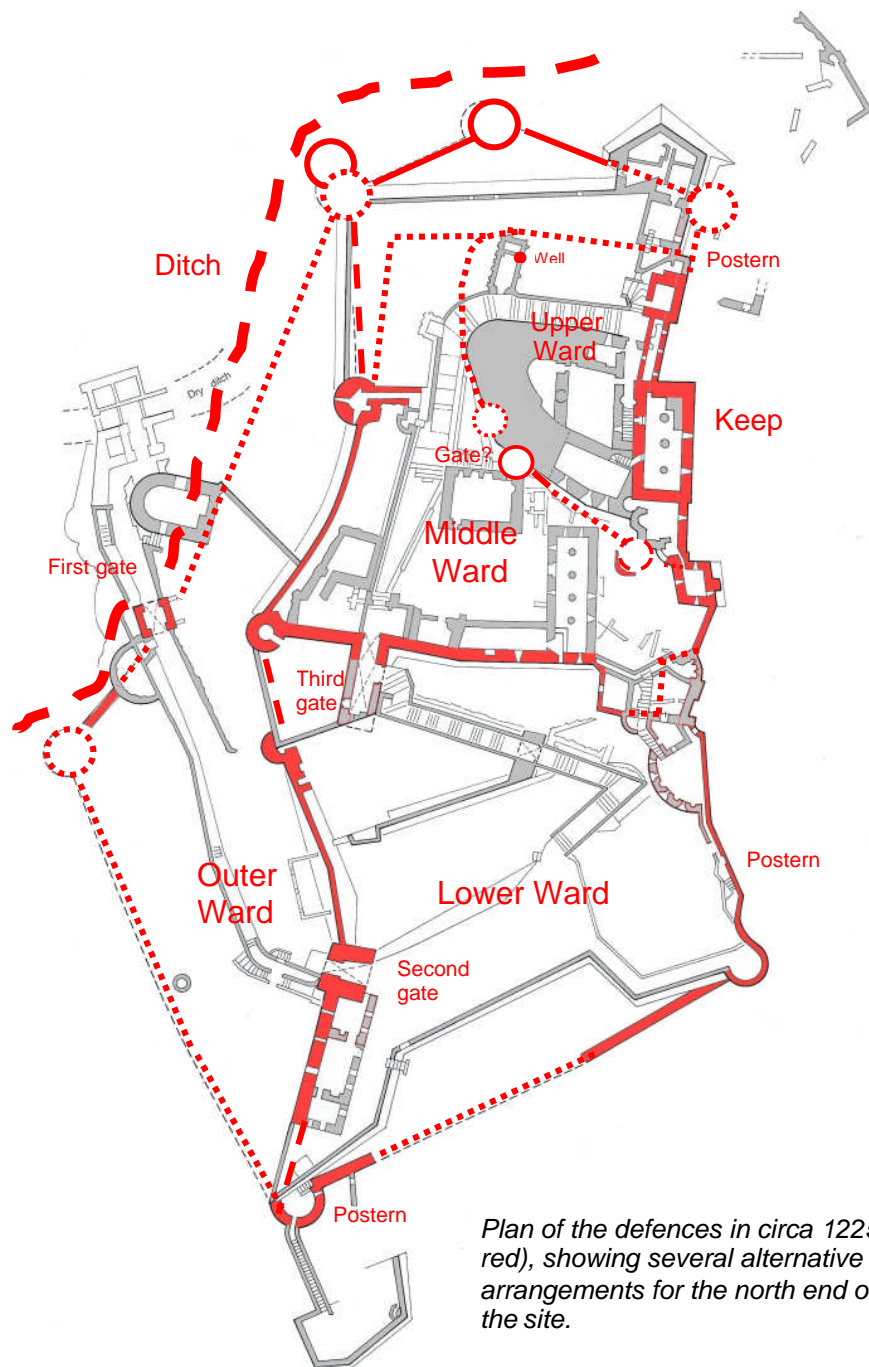 Ditch
Well
Postern
Upper
Ward
Dry ditch
Keep
Gate?
Middle
Ward
First gate
Third
gate
Postern
Outer
Ward
Lower Ward
Second
gate
Postern
Plan of the defences in circa 1225
red), showing several alternative
arrangements for the north end o
the site.